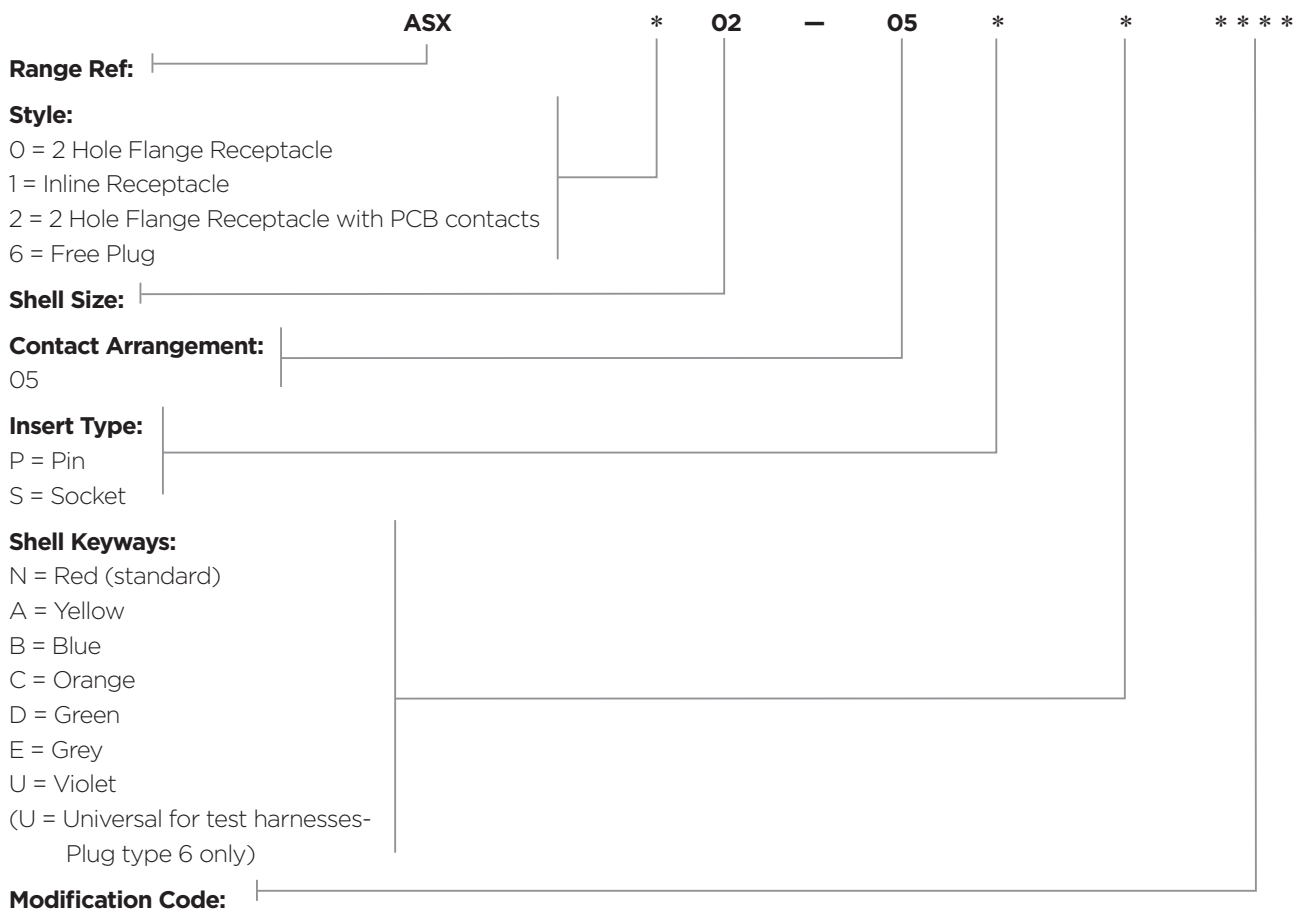 ASX * 02 — 05 * * * * * *
Range Ref:
Style:
0 = 2 Hole Flange Receptacle
1 = Inline Receptacle
2 = 2 Hole Flange Receptacle with PCB contacts
6 = Free Plug
Shell Size:
Contact Arrangement:
05
Insert Type:
P = Pin
S = Socket
Shell Keyways:
N = Red (standard)
A = Yellow
B = Blue
C = Orange
D = Green
E = Grey
U = Violet
(U = Universal for test harnesses-
Plug type 6 only)
Modification Code: